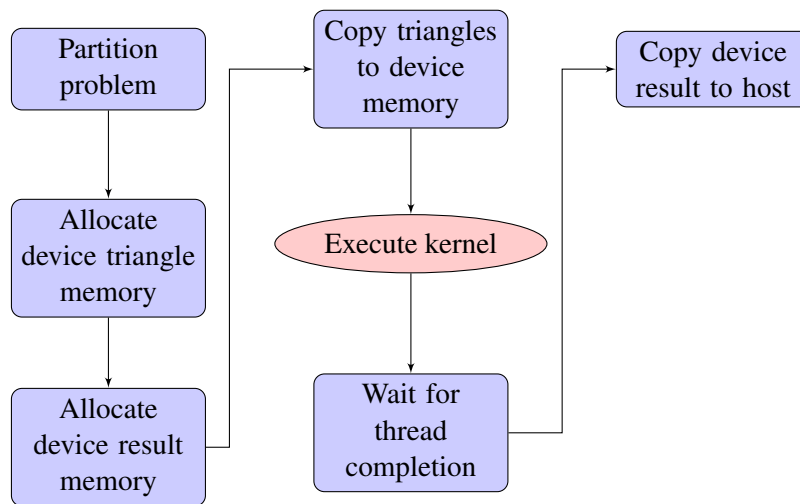 Partition
problem
Allocate
device triangle
memory
Allocate
device result
memory
Copy triangles
to device
memory
Execute kernel
Wait for
thread
completion
Copy device
result to host